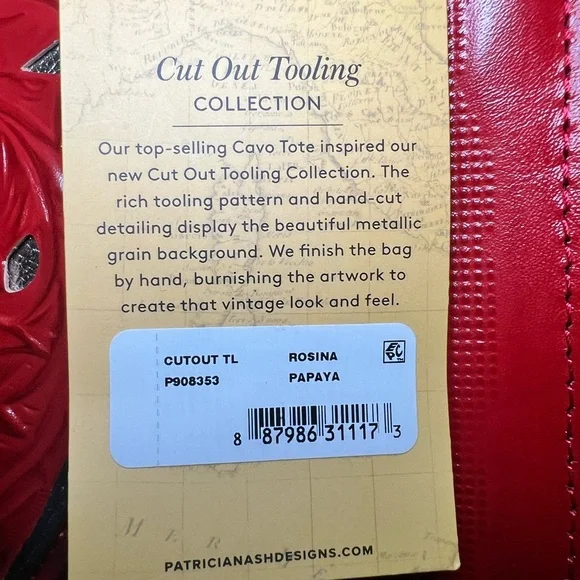 Cut Out Tooling
COLLECTION
Our top-selling Cavo Tote inspired our
new Cut Out Tooling Collection. The
rich tooling pattern and hand-cut
detailing display the beautiful metallic
grain background. We finish the bag
by hand, burnishing the artwork to
create that vintage look and feel.
CUTOUT TL ROSINA
P908353 PAPAYA
8 87986 31117 3
PATRICIANASHDESIGNS.COM